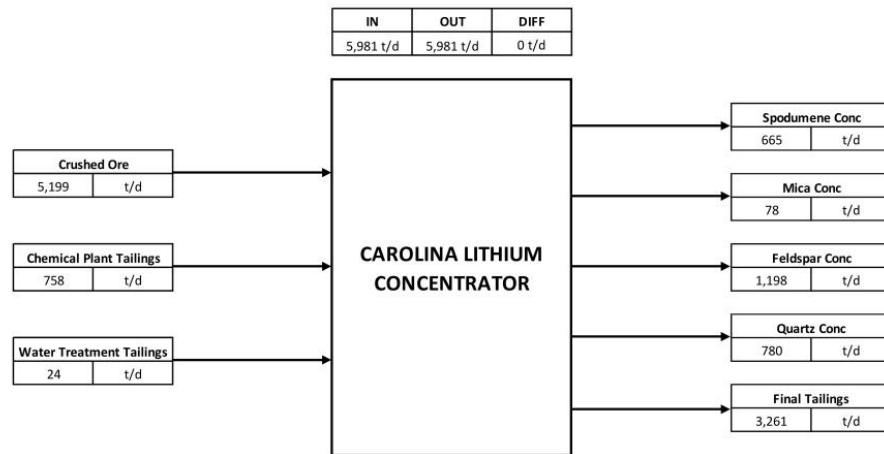 IN OUT DIFF
5,981 t/d 5,981 t/d 0 t/d
Crushed Ore
5,199 t/d
Chemical Plant Tailings
758 t/d
Water Treatment Tailings
24 t/d
CAROLINA LITHIUM
CONCENTRATOR
Spodumene Conc
665 t/d
Mica Conc
78 t/d
Feldspar Conc
1,198 t/d
Quartz Conc
780 t/d
Final Tailings
3,261 t/d